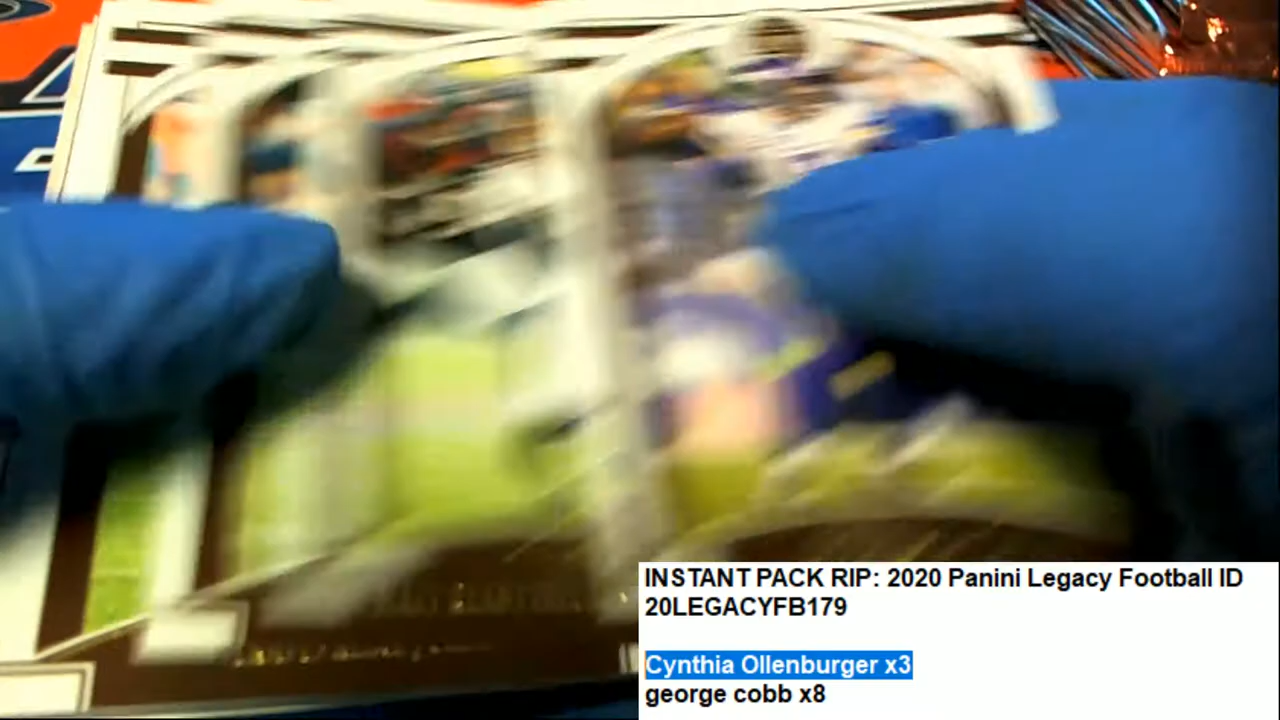 INSTANT PACK RIP: 2020 Panini Legacy Football ID
20LEGACYFB179
Cynthia Ollenburger x3
george cobb x8